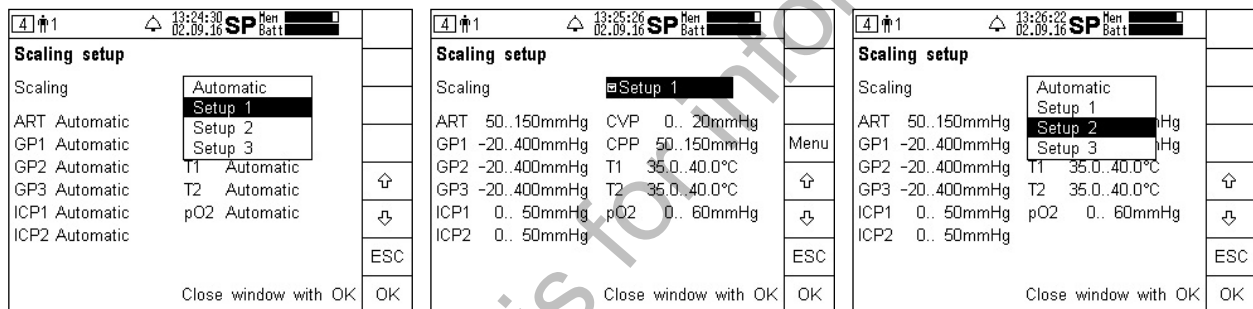 4 1 13:24:30 02.09.16 SP Mem Batt
Scaling setup
Scaling
Automatic
Setup 1
Setup 2
Setup 3
ART Automatic
GP1 Automatic
GP2 Automatic T1 Automatic
GP3 Automatic T2 Automatic
ICP1 Automatic pO2 Automatic
ICP2 Automatic
ESC
Close window with OK OK
4 1 13:25:26 02.09.16 SP Mem Batt
Scaling setup
Scaling Setup 1
ART 50..150mmHg CVP 0.. 20mmHg
GP1 -20..400mmHg CPP 50..150mmHg Menu
GP2 -20..400mmHg T1 35.0..40.0°C
GP3 -20..400mmHg T2 35.0..40.0°C
ICP1 0.. 50mmHg pO2 0.. 60mmHg
ICP2 0.. 50mmHg
ESC
Close window with OK OK
4 1 13:26:22 02.09.16 SP Mem Batt
Scaling setup
Scaling
Automatic
Setup 1
Setup 2
Setup 3
ART 50..150mmHg Hg
GP1 -20..400mmHg Hg
GP2 -20..400mmHg T1 35.0..40.0°C
GP3 -20..400mmHg T2 35.0..40.0°C
ICP1 0.. 50mmHg pO2 0.. 60mmHg
ICP2 0.. 50mmHg
ESC
Close window with OK OK
is for info